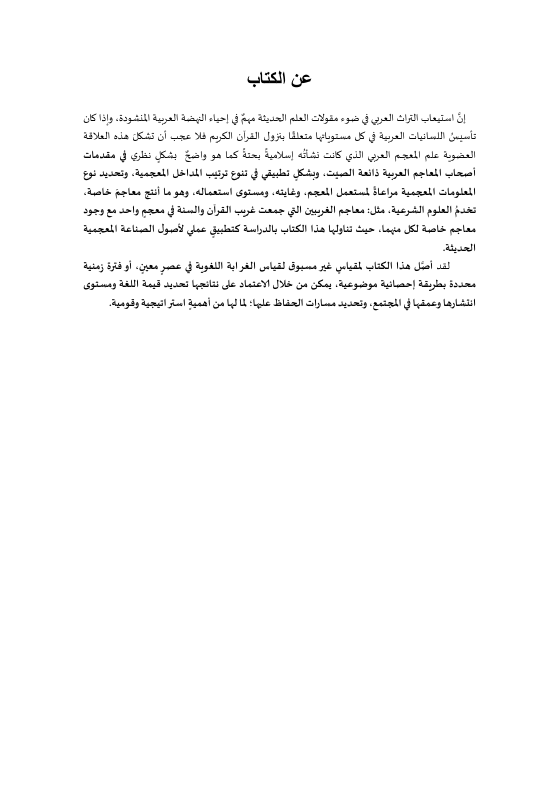 عن الكتاب
إنَّ استيعاب التراث العربي في ضوء مقولات العلم الحديثة مهمٌ في إحياء النهضة العربية المنشودة، وإذا كان
تأسيسُ اللسانيات العربية في كل مستوياتها متعلقًا بنزول القرآن الكريم فلا عجب أن تشكلَ هذه العلاقة
العضوية علم المعجم العربي الذي كانت نشأتُه إسلاميةً بحتةً كما هو واضحٌ بشكلٍ نظري في مقدمات
أصحاب المعاجم العربية ذائعة الصيت، وبشكلٍ تطبيقي في تنوع ترتيب المداخل المعجمية، وتحديد نوع
المعلومات المعجمية مراعاةً لمستعمل المعجم، وغايته، ومستوى استعماله، وهو ما أنتج معاجمَ خاصة،
تخدمُ العلوم الشرعية، مثل: معاجم الغريبين التي جمعت غريب القرآن والسنة في معجمٍ واحد مع وجود
معاجم خاصة لكل منهما، حيث تناولها هذا الكتاب بالدراسة كتطبيقٍ عملي لأصول الصناعة المعجمية
الحديثة.
لقد أصَّل هذا الكتاب لمقياسٍ غير مسبوق لقياس الغرابة اللغوية في عصرٍ معينٍ، أو فترة زمنية
محددة بطريقة إحصائية موضوعية، يمكن من خلال الاعتماد على نتائجها تحديد قيمة اللغة ومستوى
انتشارها وعمقها في المجتمع، وتحديد مسارات الحفاظ عليها؛ لما لها من أهميةٍ استراتيجية وقومية.